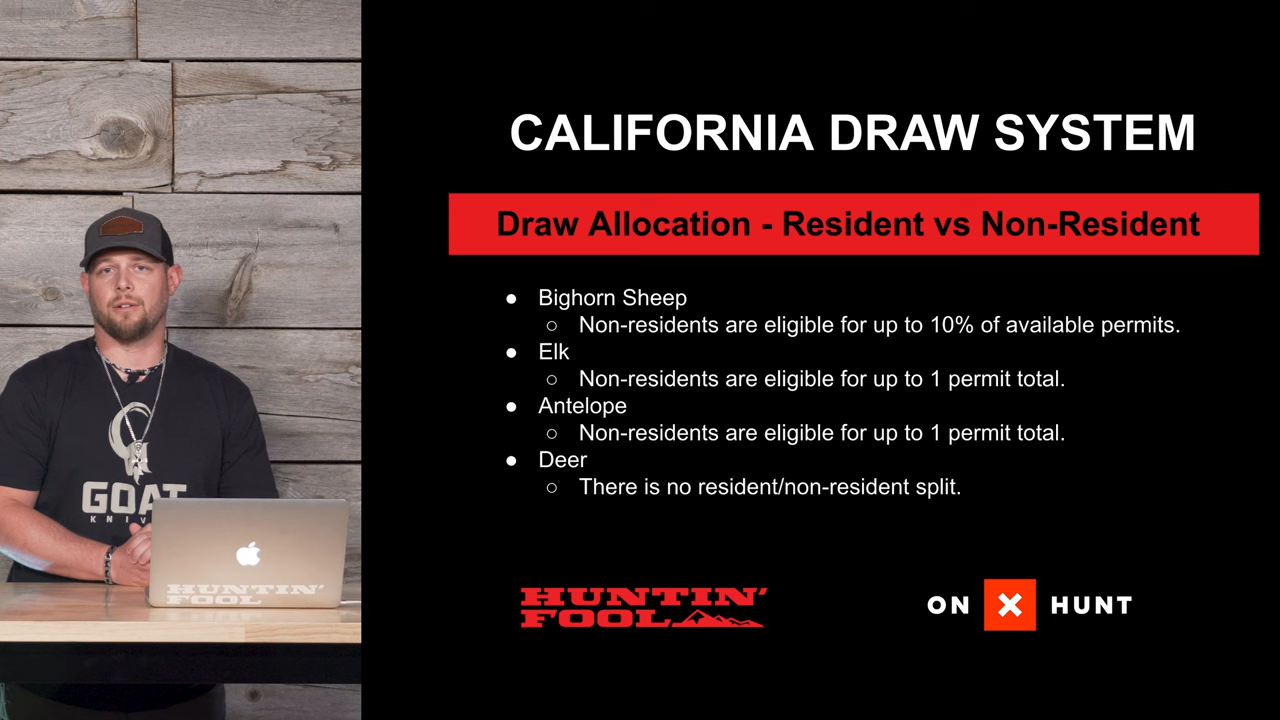 CALIFORNIA DRAW SYSTEM
Draw Allocation - Resident vs Non-Resident
● Bighorn Sheep
○ Non-residents are eligible for up to 10% of available permits.
● Elk
○ Non-residents are eligible for up to 1 permit total.
● Antelope
○ Non-residents are eligible for up to 1 permit total.
● Deer
○ There is no resident/non-resident split.
GOAT
KNIV
HUNTIN'
FOOL
HUNTIN'
FOOL
ON X HUNT